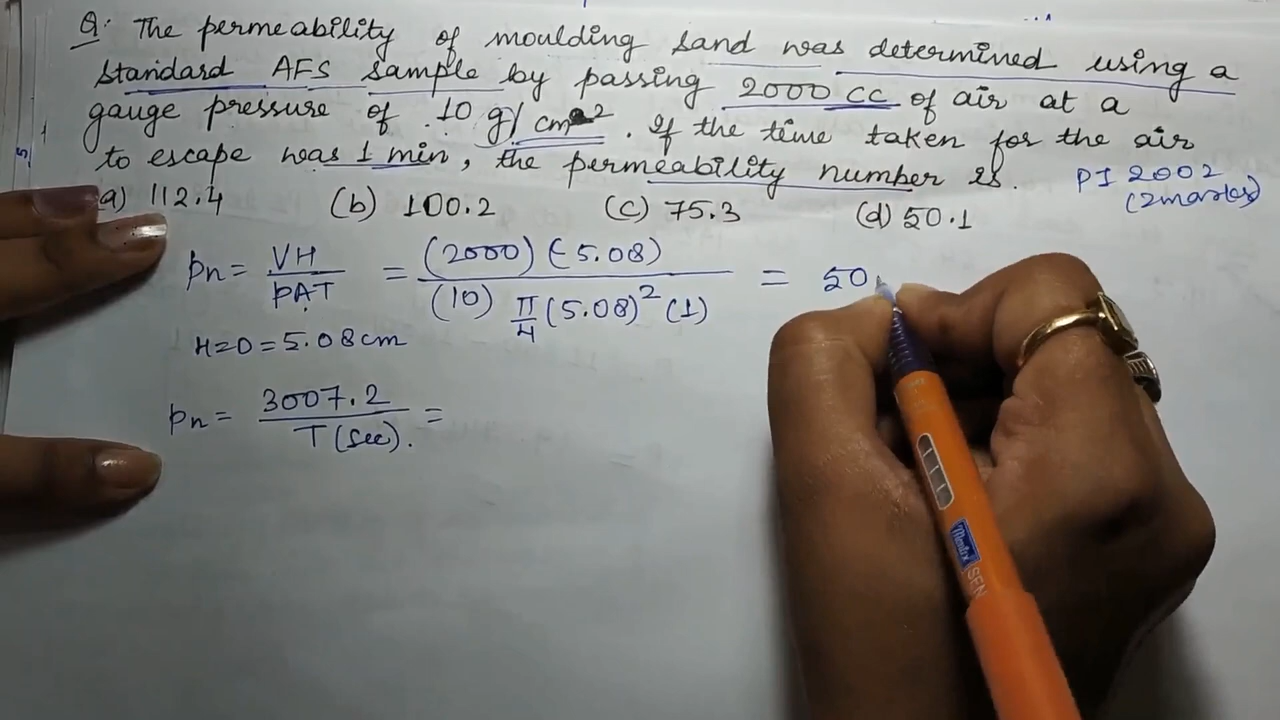 Q: The permeability of moulding sand was determined using a
standard AFS sample by passing 2000 CC of air at a
gauge pressure of 10 g/cm². If the time taken for the air
to escape was 1 min, the permeability number is.
PI 2002
(2marks)
a) 112.4 (b) 100.2 (c) 75.3 (d) 50.1
Pn = VH / PAT = (2000) (5.08) / (10) π/4 (5.08)² (1) = 50.
H=D=5.08cm
Pn = 3007.2 / T(sec). =
Montex SFN